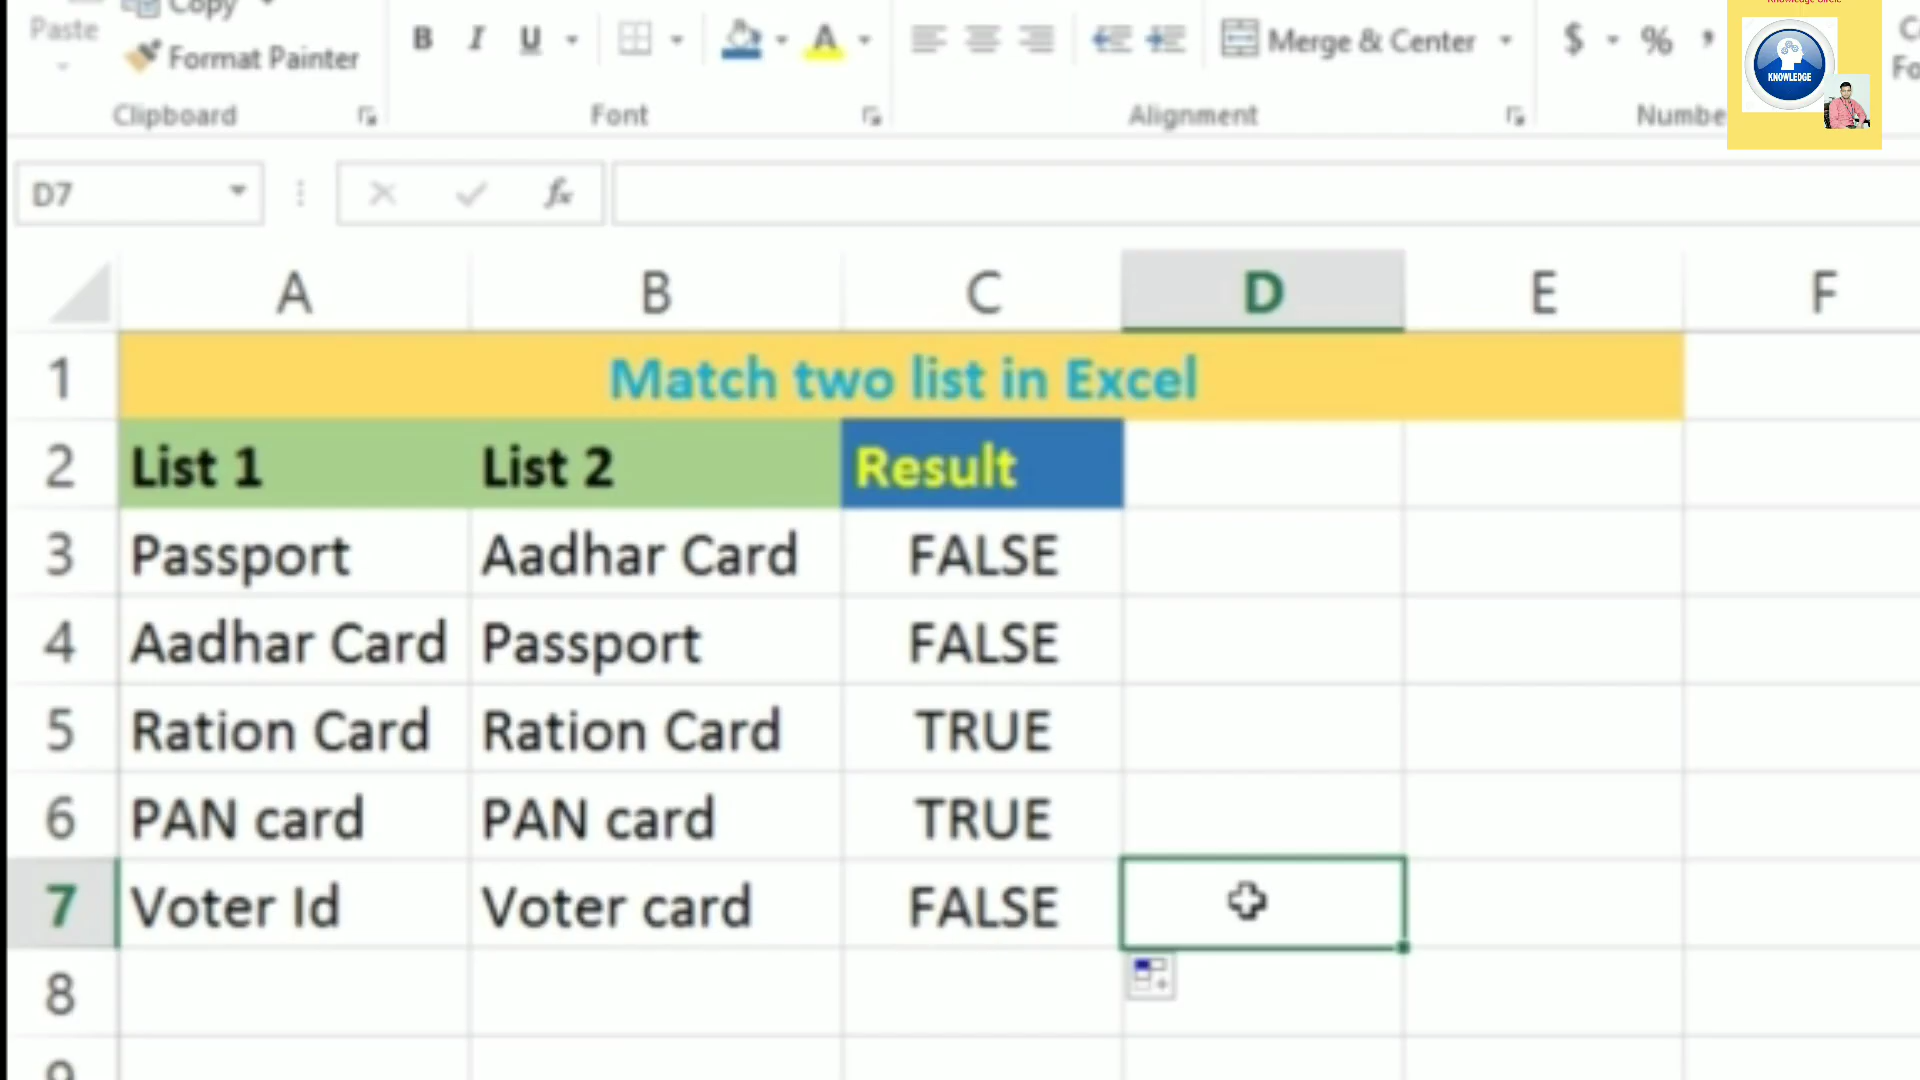 Paste
Copy
Format Painter
B I U
A
Merge & Center
$ % ,
Clipboard
Font
Alignment
Numbe
KNOWLEDGE
D7
fx
A B C D E F
1 Match two list in Excel
2 List 1 List 2 Result
3 Passport Aadhar Card FALSE
4 Aadhar Card Passport FALSE
5 Ration Card Ration Card TRUE
6 PAN card PAN card TRUE
7 Voter Id Voter card FALSE
8
9